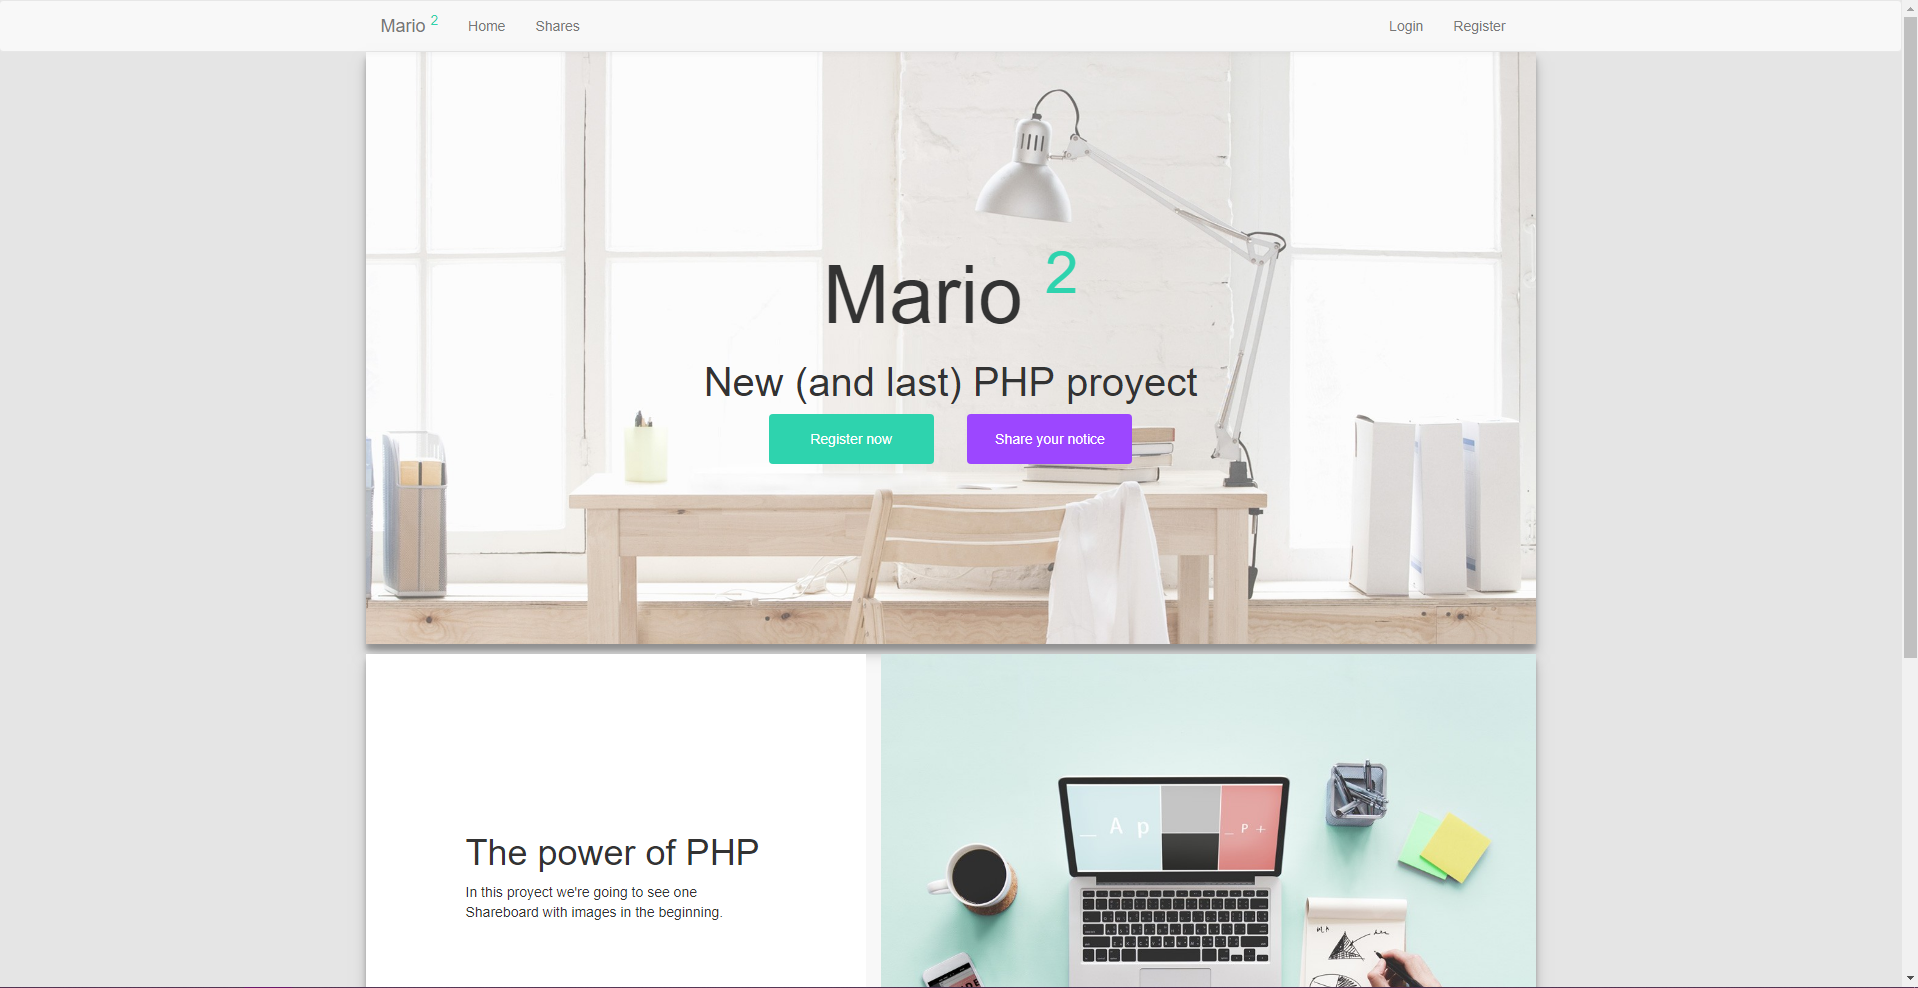 Mario 2 Home Shares Login Register
Mario 2
New (and last) PHP proyect
Register now Share your notice
The power of PHP
In this proyect we're going to see one
Shareboard with images in the beginning.
_ A p _ P +